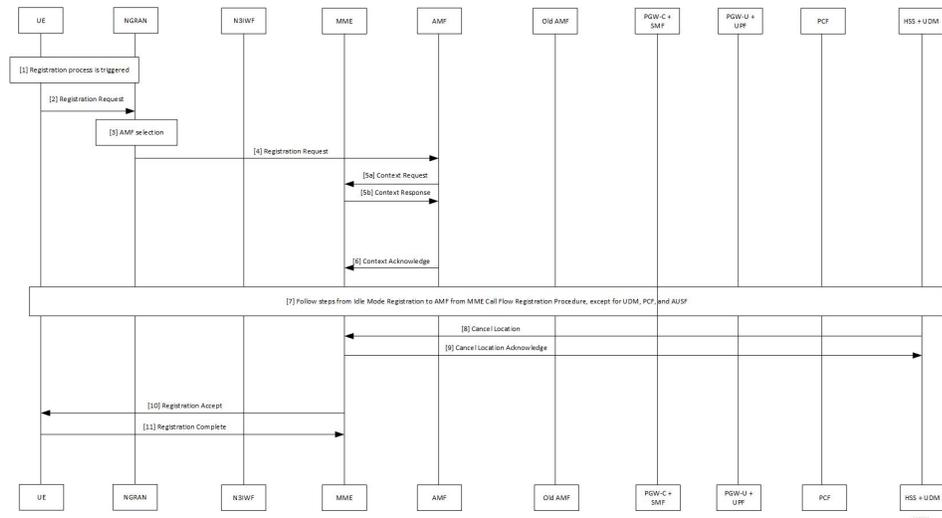 UE
NGRAN
N3IWF
MME
AMF
Old AMF
PGW-C +
SMF
PGW-U +
UPF
PCF
HSS + UDM
[1] Registration process is triggered
[2] Registration Request
[3] AMF selection
[4] Registration Request
[5a] Context Request
[5b] Context Response
[6] Context Acknowledge
[7] Follow steps from Idle Mode Registration to AMF from MME Call Flow Registration Procedure, except for UDM, PCF, and AUSF
[8] Cancel Location
[9] Cancel Location Acknowledge
[10] Registration Accept
[11] Registration Complete
UE
NGRAN
N3IWF
MME
AMF
Old AMF
PGW-C +
SMF
PGW-U +
UPF
PCF
HSS + UDM